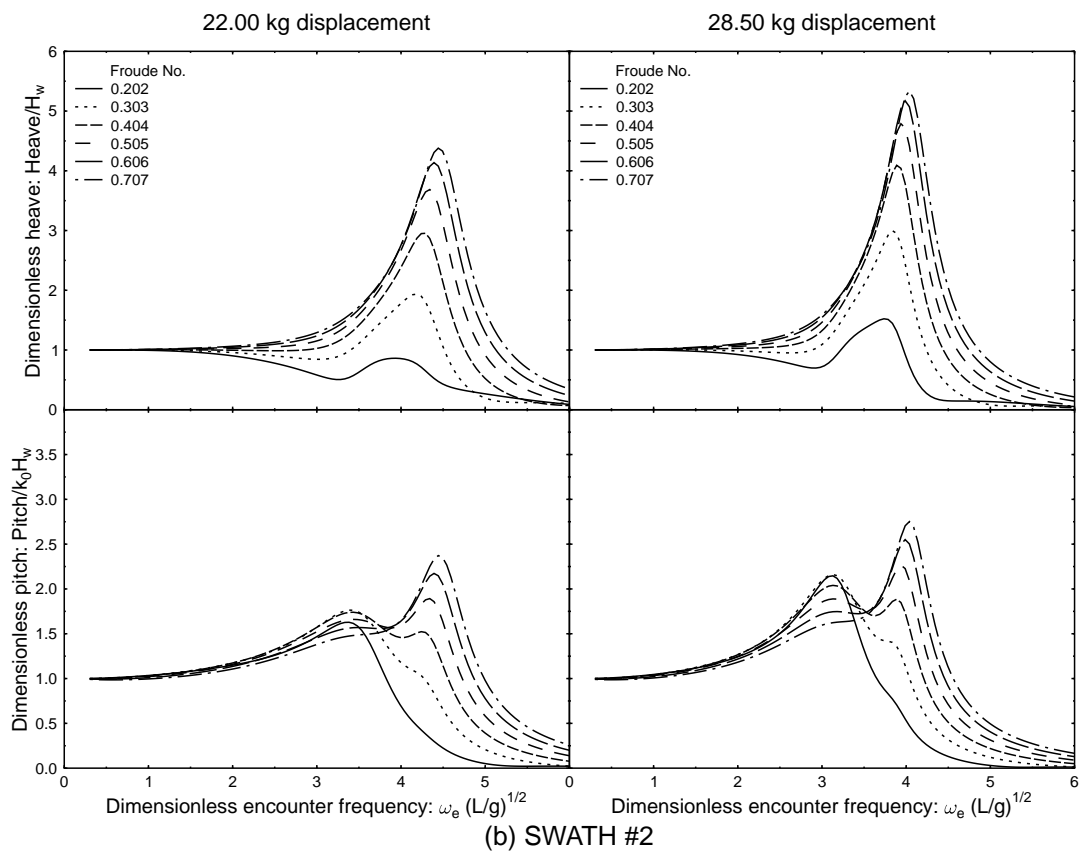 22.00 kg displacement
28.50 kg displacement
Dimensionless heave: Heave/H_w
6
5
4
3
2
1
0
Froude No.
0.202
0.303
0.404
0.505
0.606
0.707
Froude No.
0.202
0.303
0.404
0.505
0.606
0.707
Dimensionless pitch: Pitch/k_0H_w
3.5
3.0
2.5
2.0
1.5
1.0
0.5
0.0
0 1 2 3 4 5 0 1 2 3 4 5 6
Dimensionless encounter frequency: ω_e (L/g)^{1/2}
Dimensionless encounter frequency: ω_e (L/g)^{1/2}
(b) SWATH #2